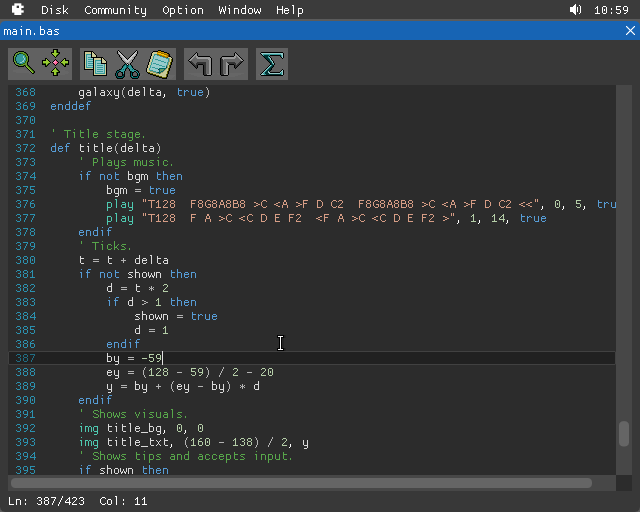 Disk Community Option Window Help 10:59
main.bas
368 galaxy(delta, true)
369 enddef
370
371 ' Title stage.
372 def title(delta)
373 ' Plays music.
374 if not bgm then
375 bgm = true
376 play "T128 F8G8A8B8 >C <A >F D C2 F8G8A8B8 >C <A >F D C2 <<", 0, 5, tru
377 play "T128 F A >C <C D E F2 <F A >C <C D E F2 >", 1, 14, true
378 endif
379 ' Ticks.
380 t = t + delta
381 if not shown then
382 d = t * 2
383 if d > 1 then
384 shown = true
385 d = 1
386 endif
387 by = -59
388 ey = (128 - 59) / 2 - 20
389 y = by + (ey - by) * d
390 endif
391 ' Shows visuals.
392 img title_bg, 0, 0
393 img title_txt, (160 - 138) / 2, y
394 ' Shows tips and accepts input.
395 if shown then
Ln: 387/423 Col: 11